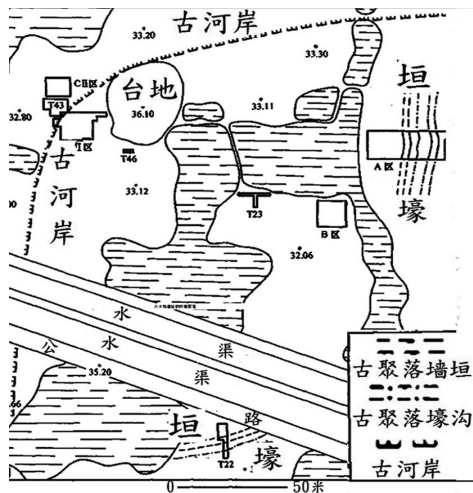 古河岸
33.20
33.30
垣
CⅡ区
台地
T43
36.10
33.11
32.80
Ⅱ区
T46
A区
古河岸
33.12
壕
T23
B区
32.06
水渠
水渠
公路
35.20
垣
壕
T22
古聚落墙垣
古聚落壕沟
古河岸
0 50米